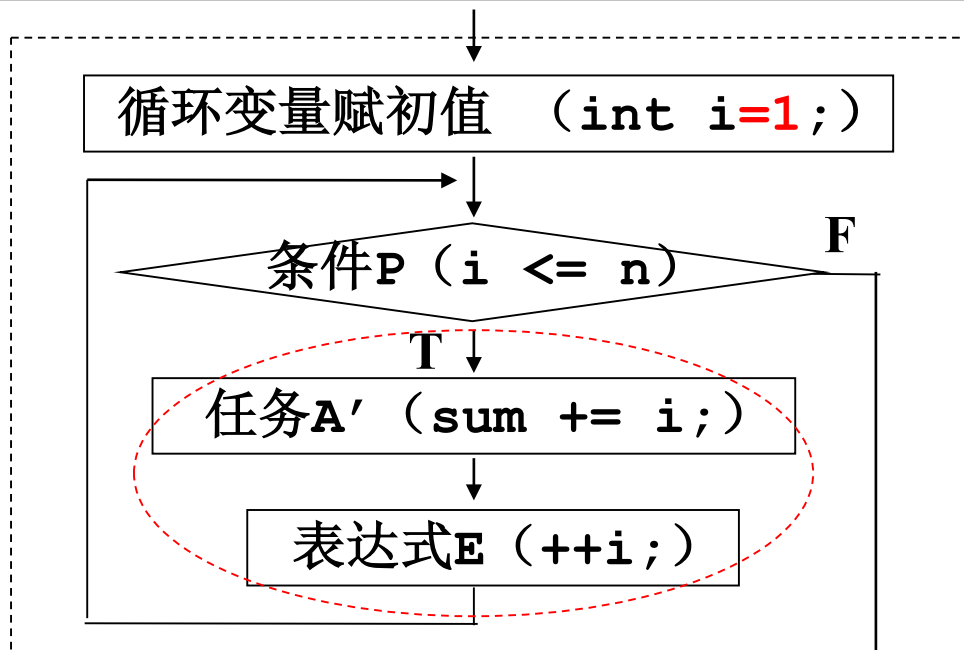 循环变量赋初值 （int i=1;）
条件P（i <= n）
F
T
任务A′（sum += i;）
表达式E（++i;）